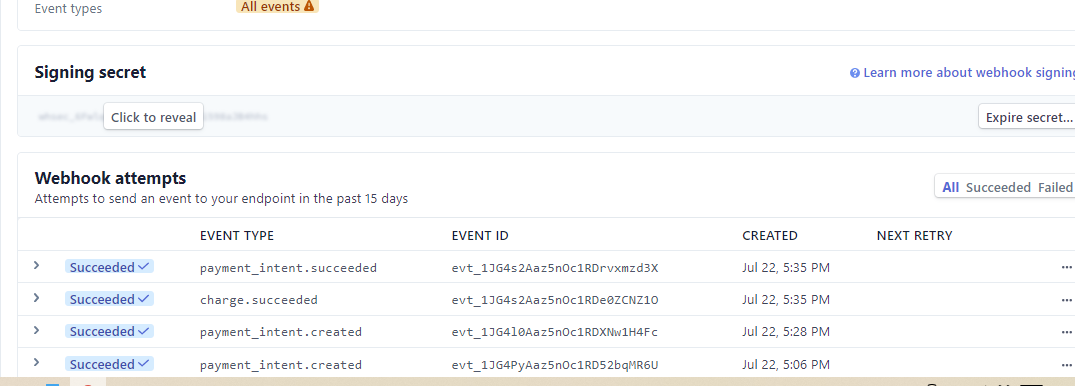 Event types All events
Signing secret Learn more about webhook signing
Click to reveal Expire secret...
Webhook attempts
Attempts to send an event to your endpoint in the past 15 days
All Succeeded Failed
EVENT TYPE EVENT ID CREATED NEXT RETRY
Succeeded payment_intent.succeeded evt_1JG4s2Aaz5nOc1RDrvxmzd3X Jul 22, 5:35 PM
Succeeded charge.succeeded evt_1JG4s2Aaz5nOc1RDe0ZCNZ1O Jul 22, 5:35 PM
Succeeded payment_intent.created evt_1JG4l0Aaz5nOc1RDXNw1H4Fc Jul 22, 5:28 PM
Succeeded payment_intent.created evt_1JG4PyAaz5nOc1RD52bqMR6U Jul 22, 5:06 PM